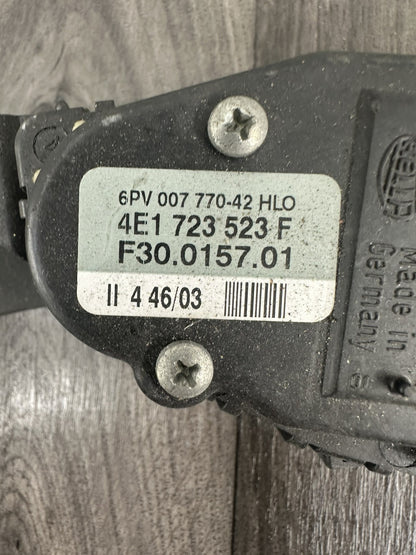 6PV 007 770-42 HLO
4E1 723 523 F
F30.0157.01
II 4 46/03
HELLA
Made in
Germany